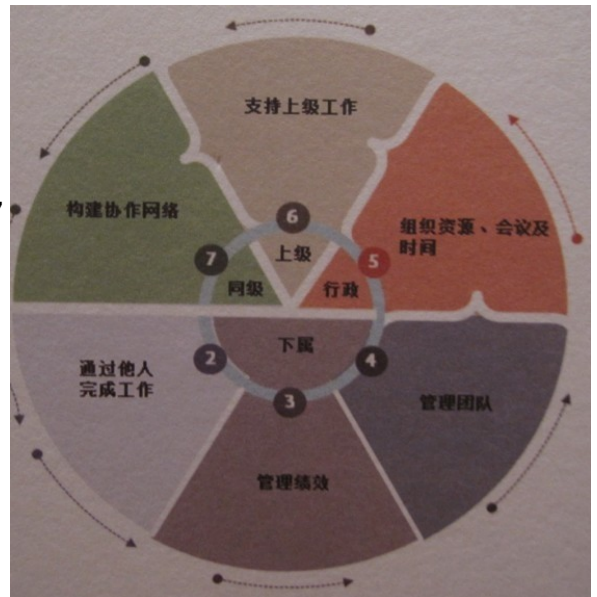 支持上级工作
6
上级
构建协作网络
7
同级
组织资源、会议及
时间
5
行政
下属
通过他人
完成工作
2
3
4
管理团队
管理绩效